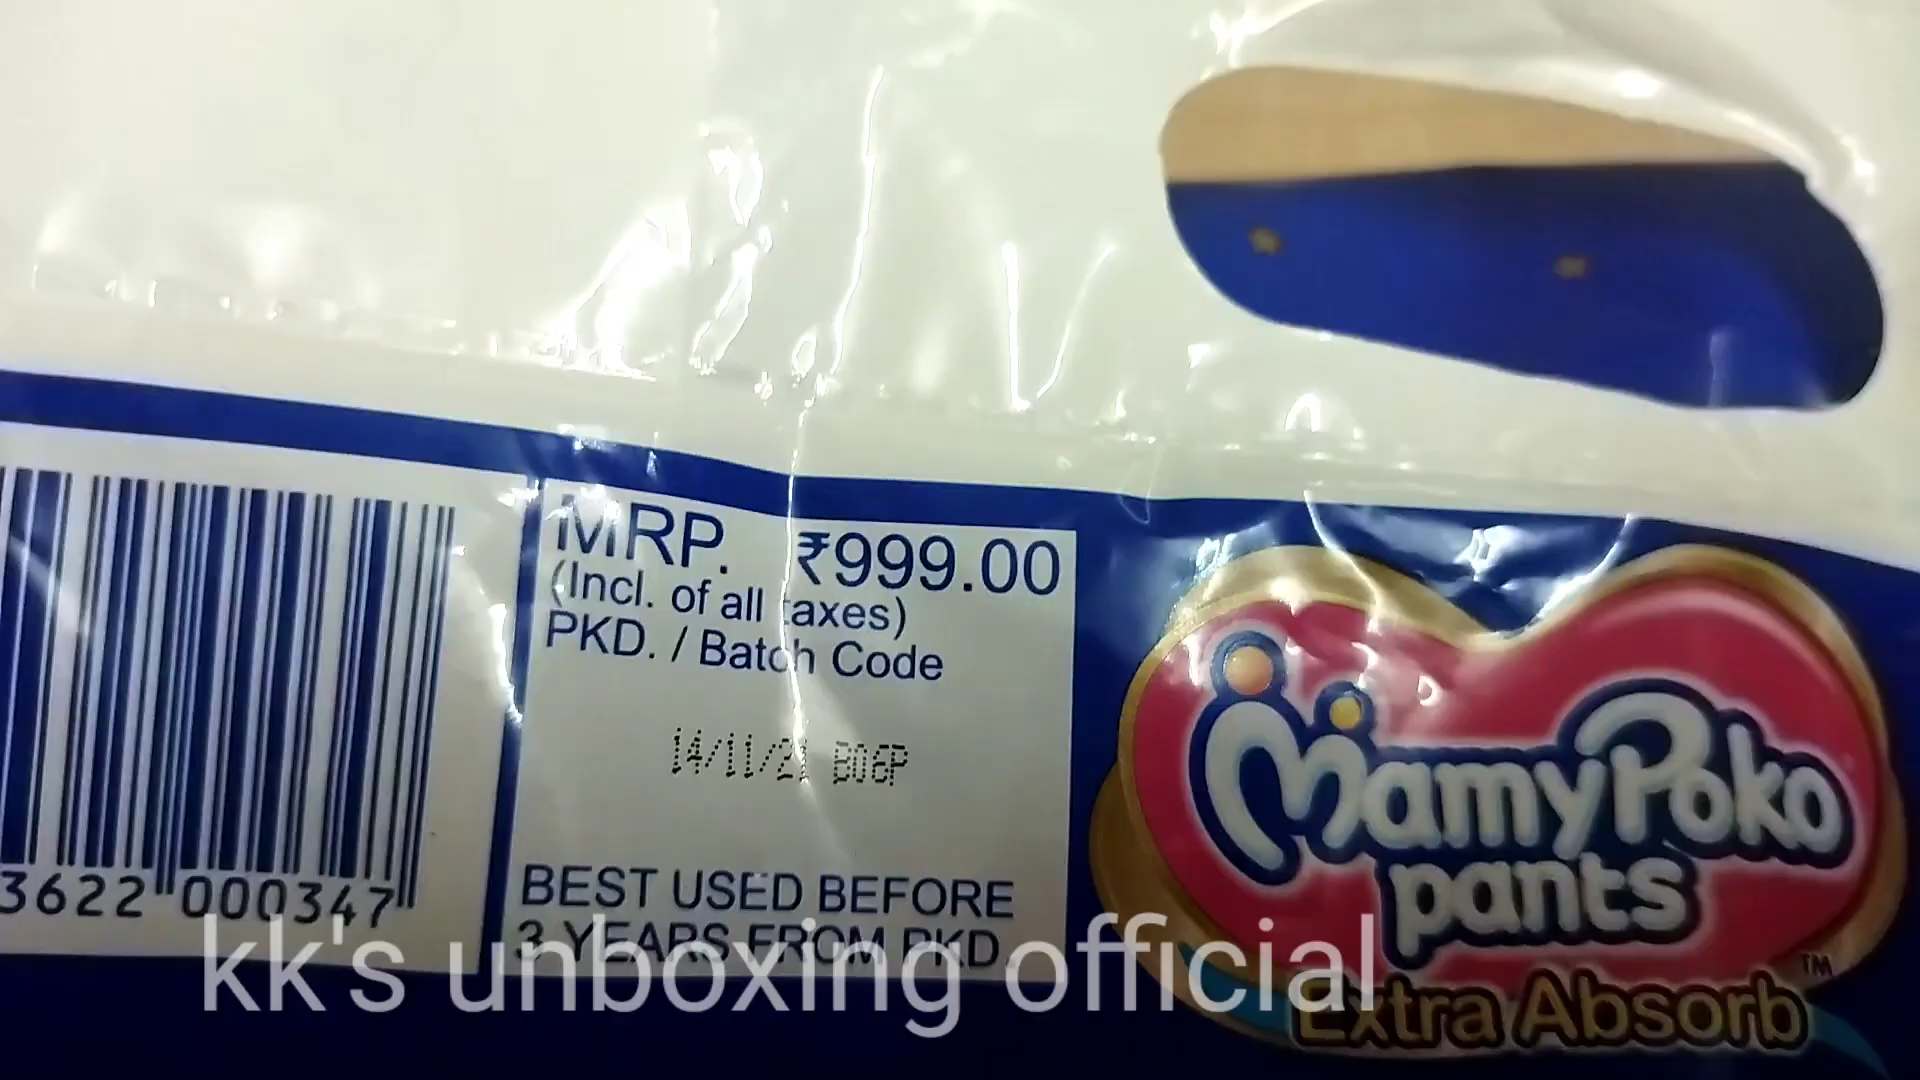 MRP. ₹999.00
(Incl. of all taxes)
PKD. / Batch Code
14/11/21 B06P
BEST USED BEFORE
3 YEARS FROM PKD
3622 000347
MamyPoko
pants
TM
Extra Absorb
kk's unboxing official